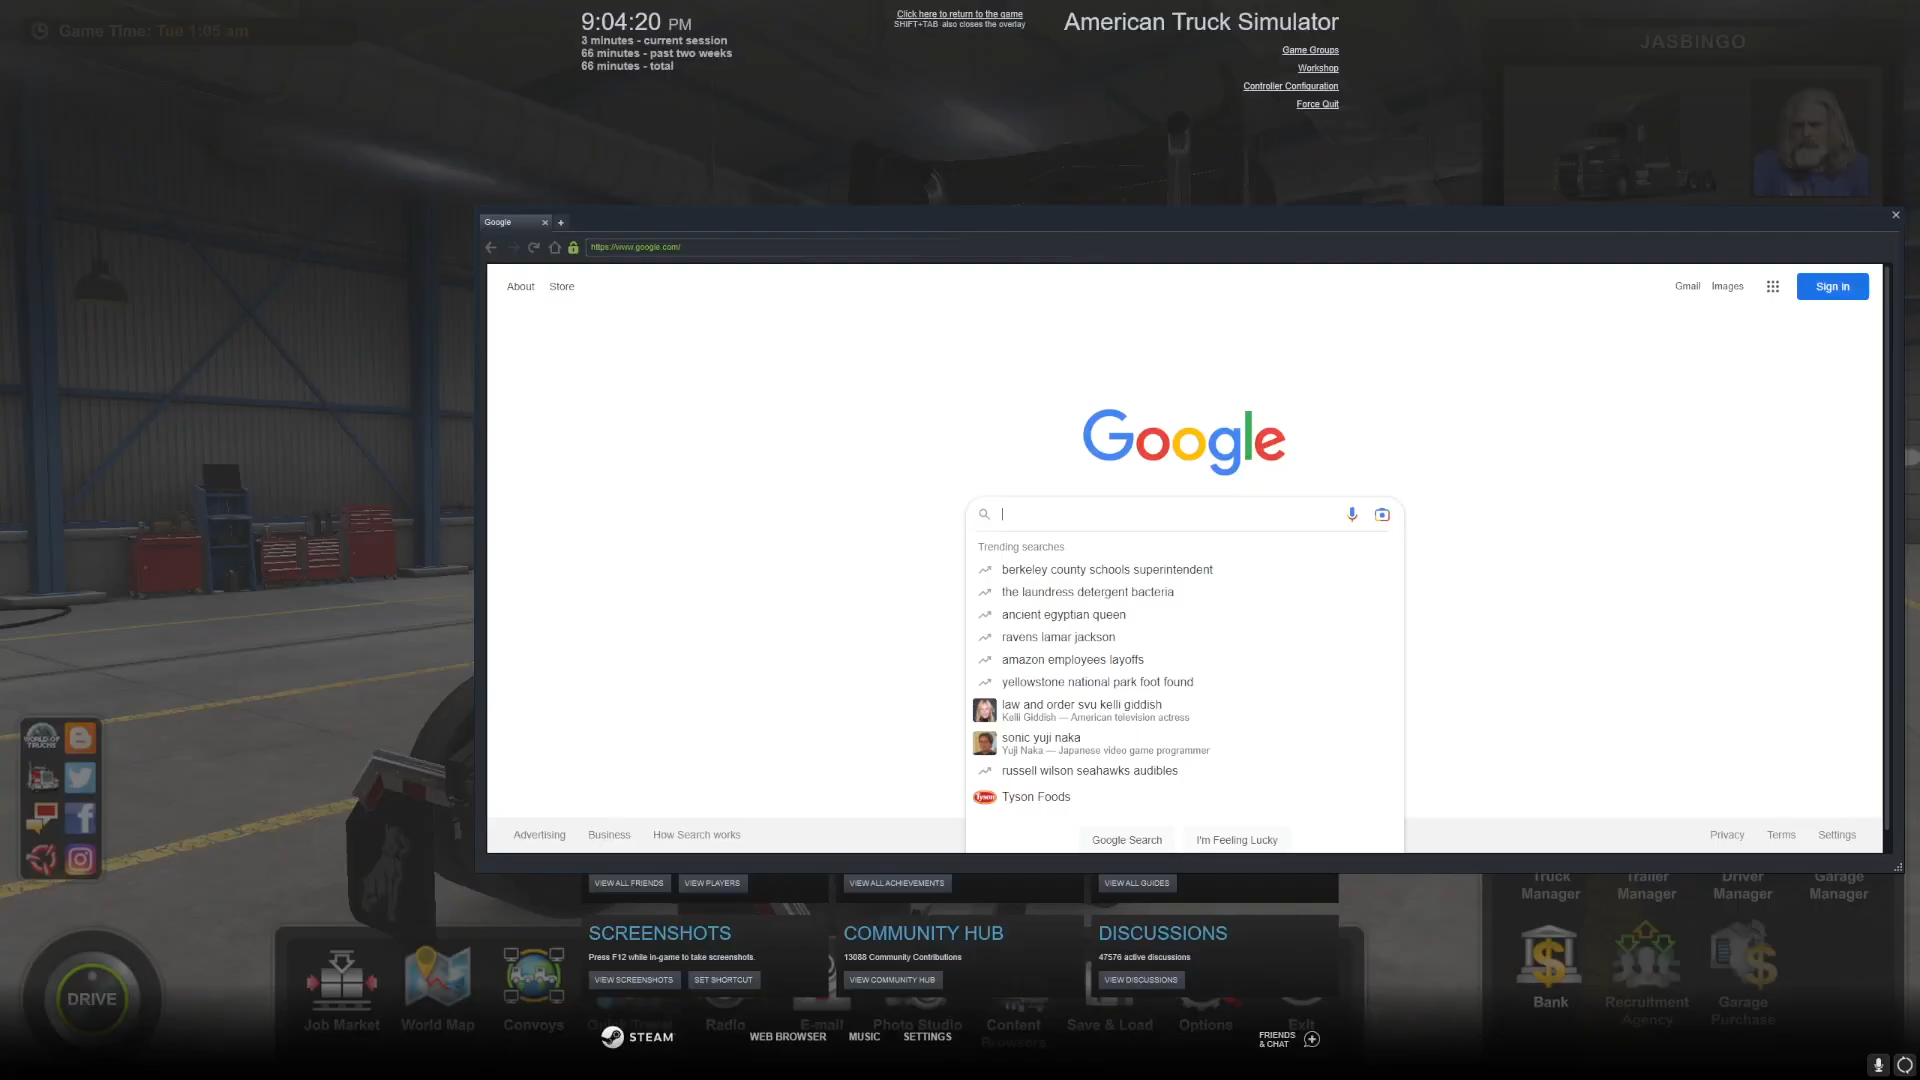 Game Time: Tue 1:05 am
9:04:20 PM
3 minutes - current session
66 minutes - past two weeks
66 minutes - total
Click here to return to the game
SHIFT+TAB also closes the overlay
American Truck Simulator
Game Groups
Workshop
Controller Configuration
Force Quit
JASBINGO
Google
https://www.google.com/
About Store
Gmail Images
Sign in
Google
Trending searches
berkeley county schools superintendent
the laundress detergent bacteria
ancient egyptian queen
ravens lamar jackson
amazon employees layoffs
yellowstone national park foot found
law and order svu kelli giddish
Kelli Giddish — American television actress
sonic yuji naka
Yuji Naka — Japanese video game programmer
russell wilson seahawks audibles
Tyson Tyson Foods
Google Search I'm Feeling Lucky
Advertising Business How Search works
Privacy Terms Settings
WORLD OF TRUCKS
VIEW ALL FRIENDS VIEW PLAYERS
VIEW ALL ACHIEVEMENTS
VIEW ALL GUIDES
Truck Manager
Trailer Manager
Driver Manager
Garage Manager
SCREENSHOTS
Press F12 while in-game to take screenshots.
VIEW SCREENSHOTS SET SHORTCUT
COMMUNITY HUB
13088 Community Contributions
VIEW COMMUNITY HUB
DISCUSSIONS
47576 active discussions
VIEW DISCUSSIONS
DRIVE
Job Market World Map Convoys Quick Travel Radio E-mail Photo Studio Content Browsers Save & Load Options Exit
Bank
Recruitment Agency
Garage Purchase
STEAM
WEB BROWSER MUSIC SETTINGS
FRIENDS
& CHAT